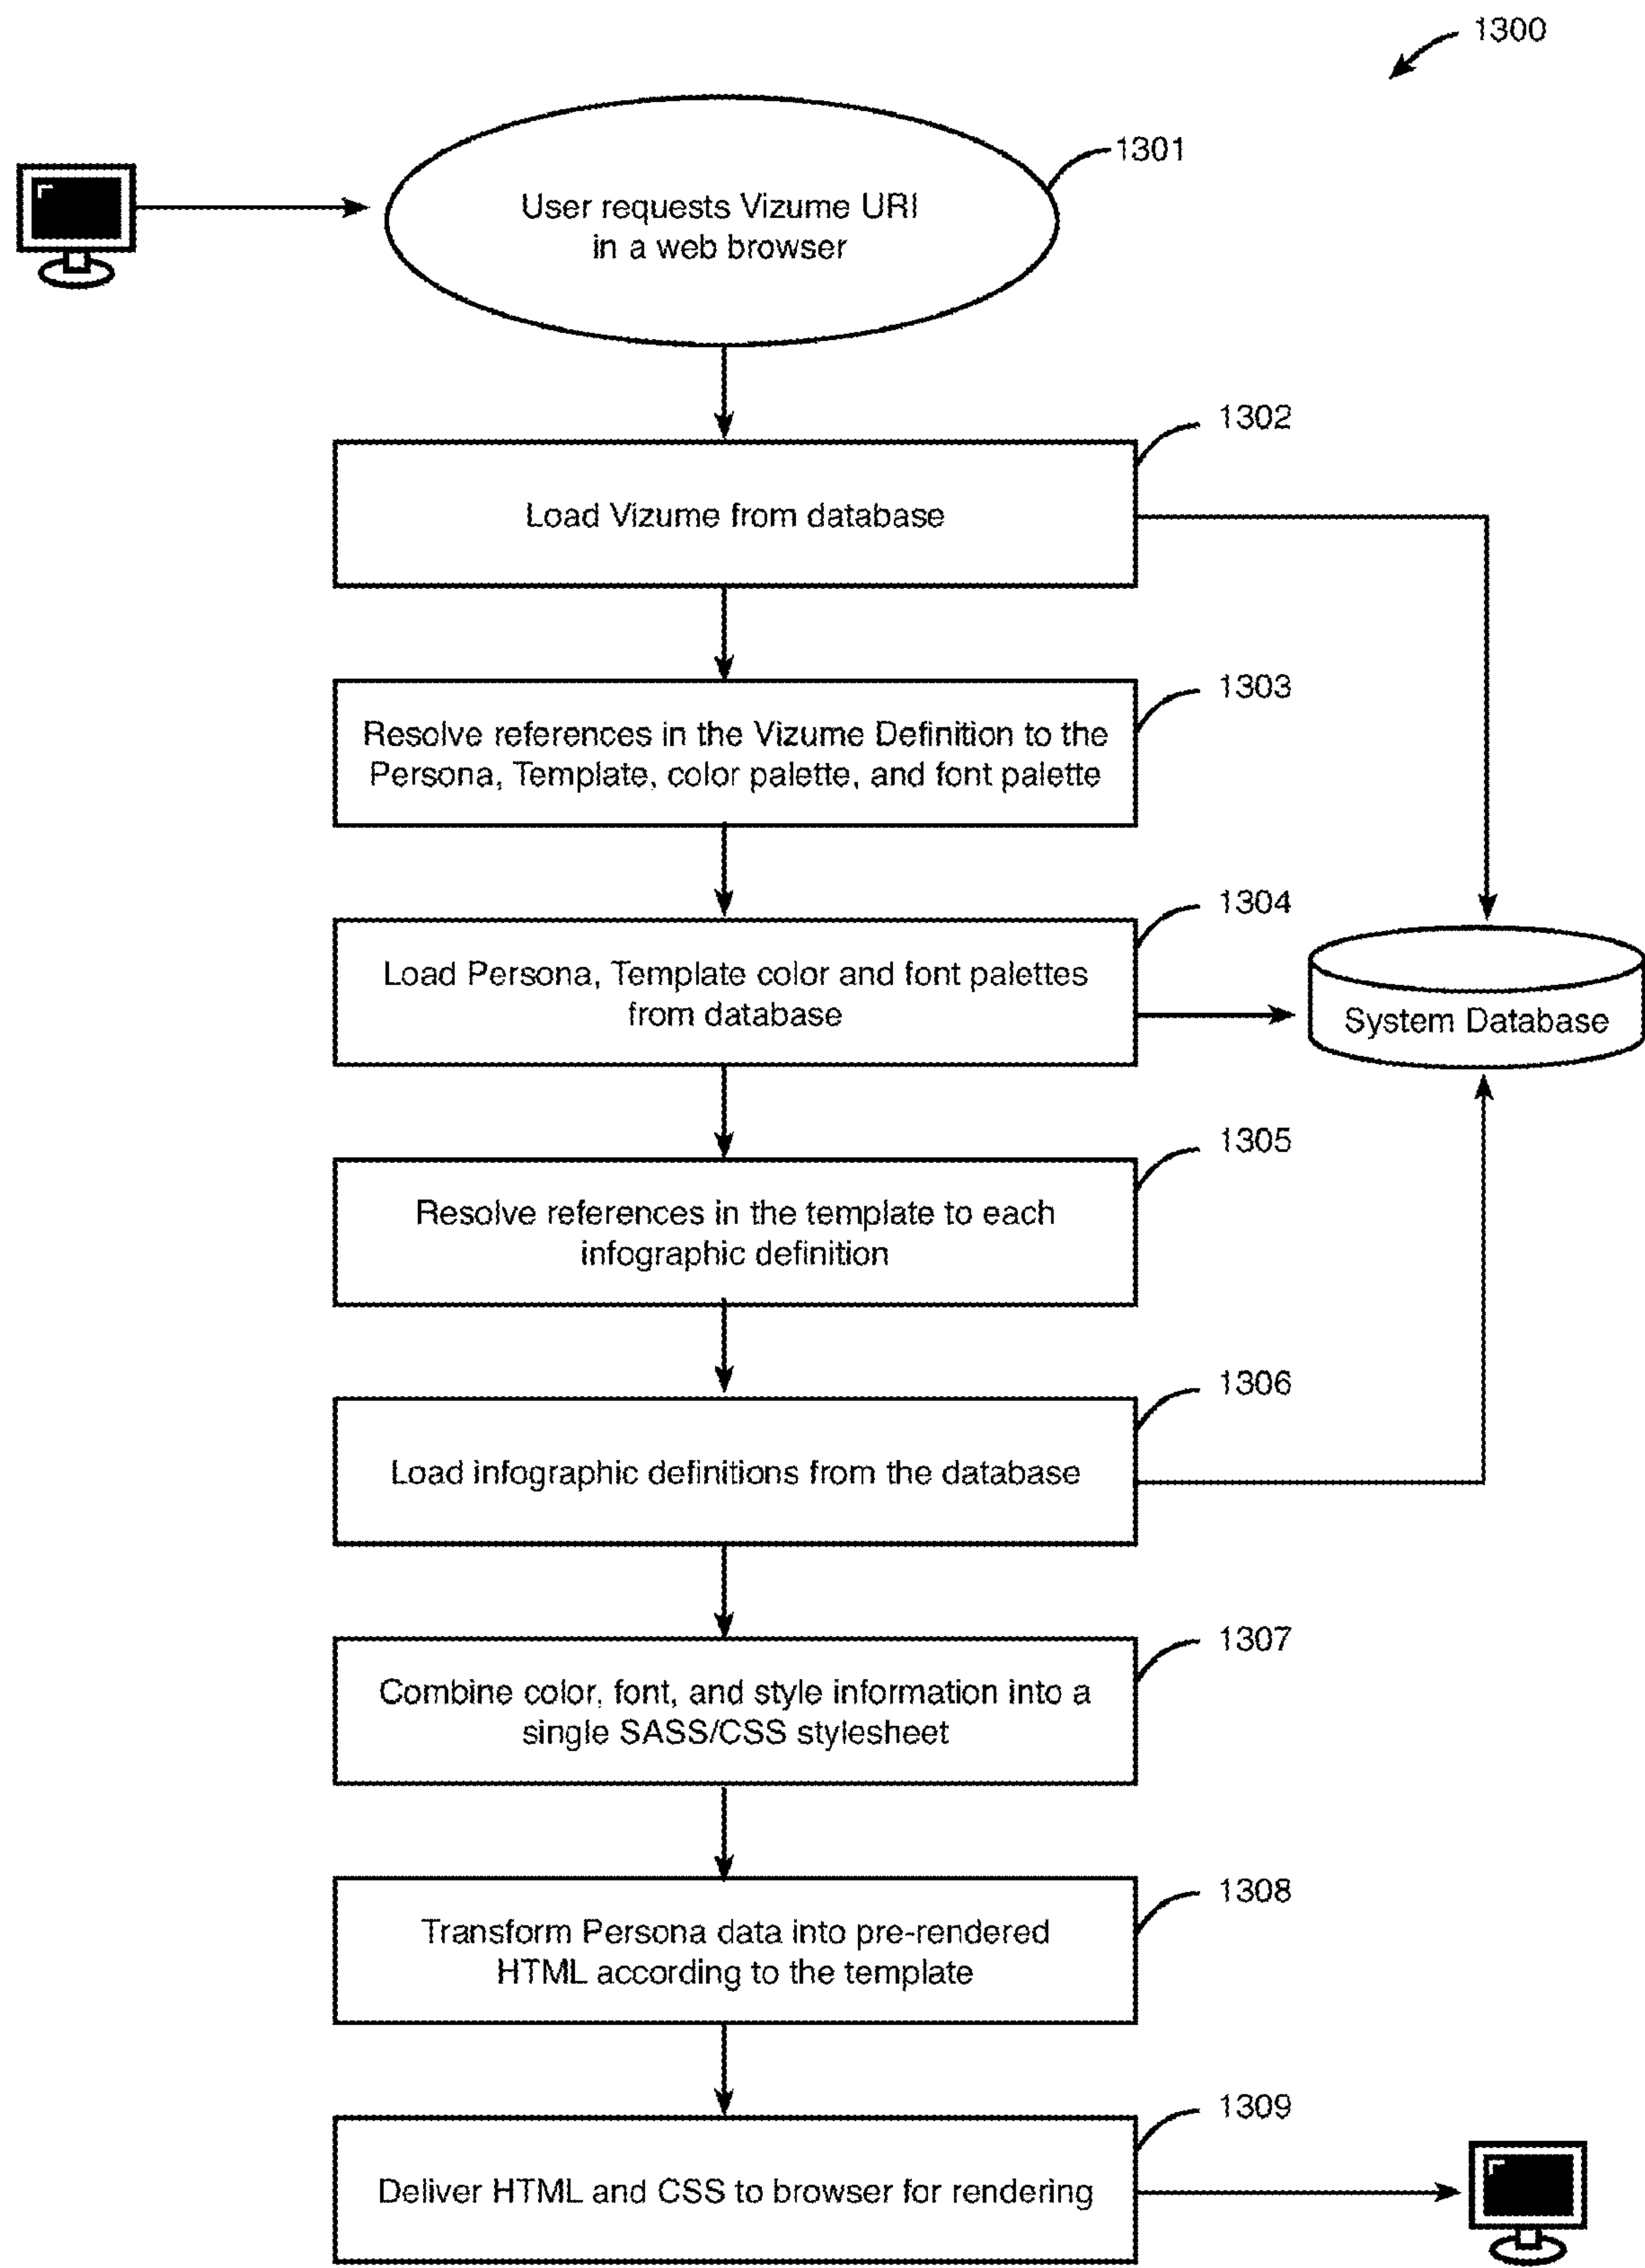 1300
1301
User requests Vizume URI
in a web browser
1302
Load Vizume from database
1303
Resolve references in the Vizume Definition to the
Persona, Template, color palette, and font palette
1304
Load Persona, Template color and font palettes
from database
System Database
1305
Resolve references in the template to each
infographic definition
1306
Load infographic definitions from the database
1307
Combine color, font, and style information into a
single SASS/CSS stylesheet
1308
Transform Persona data into pre-rendered
HTML according to the template
1309
Deliver HTML and CSS to browser for rendering